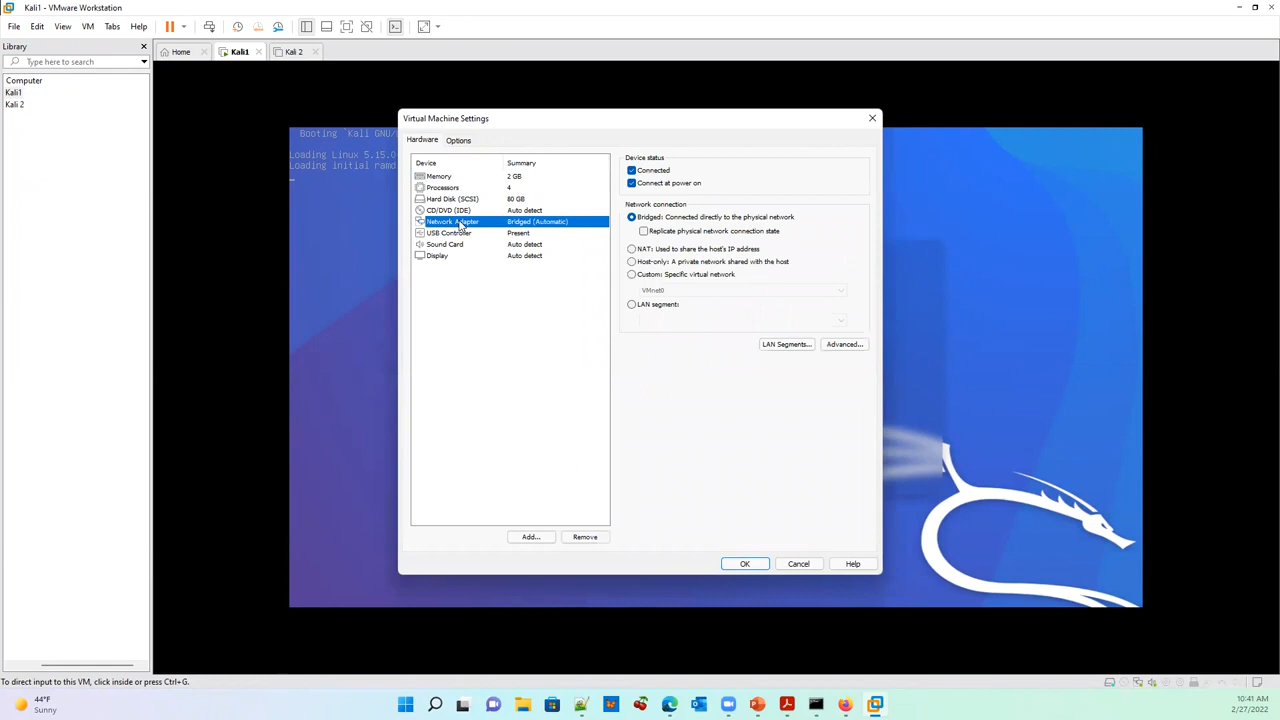 Kali1 - VMware Workstation
File Edit View VM Tabs Help
Library
Type here to search
Computer
Kali1
Kali 2
Home Kali1 Kali 2
Booting `Kali GNU/
Loading Linux 5.15.0
Loading initial ramd
Virtual Machine Settings
Hardware Options
Device Summary
Memory 2 GB
Processors 4
Hard Disk (SCSI) 80 GB
CD/DVD (IDE) Auto detect
Network Adapter Bridged (Automatic)
USB Controller Present
Sound Card Auto detect
Display Auto detect
Add... Remove
Device status
Connected
Connect at power on
Network connection
Bridged: Connected directly to the physical network
Replicate physical network connection state
NAT: Used to share the host's IP address
Host-only: A private network shared with the host
Custom: Specific virtual network
VMnet0
LAN segment:
LAN Segments... Advanced...
OK Cancel Help
To direct input to this VM, click inside or press Ctrl+G.
44°F
Sunny
10:41 AM
2/27/2022